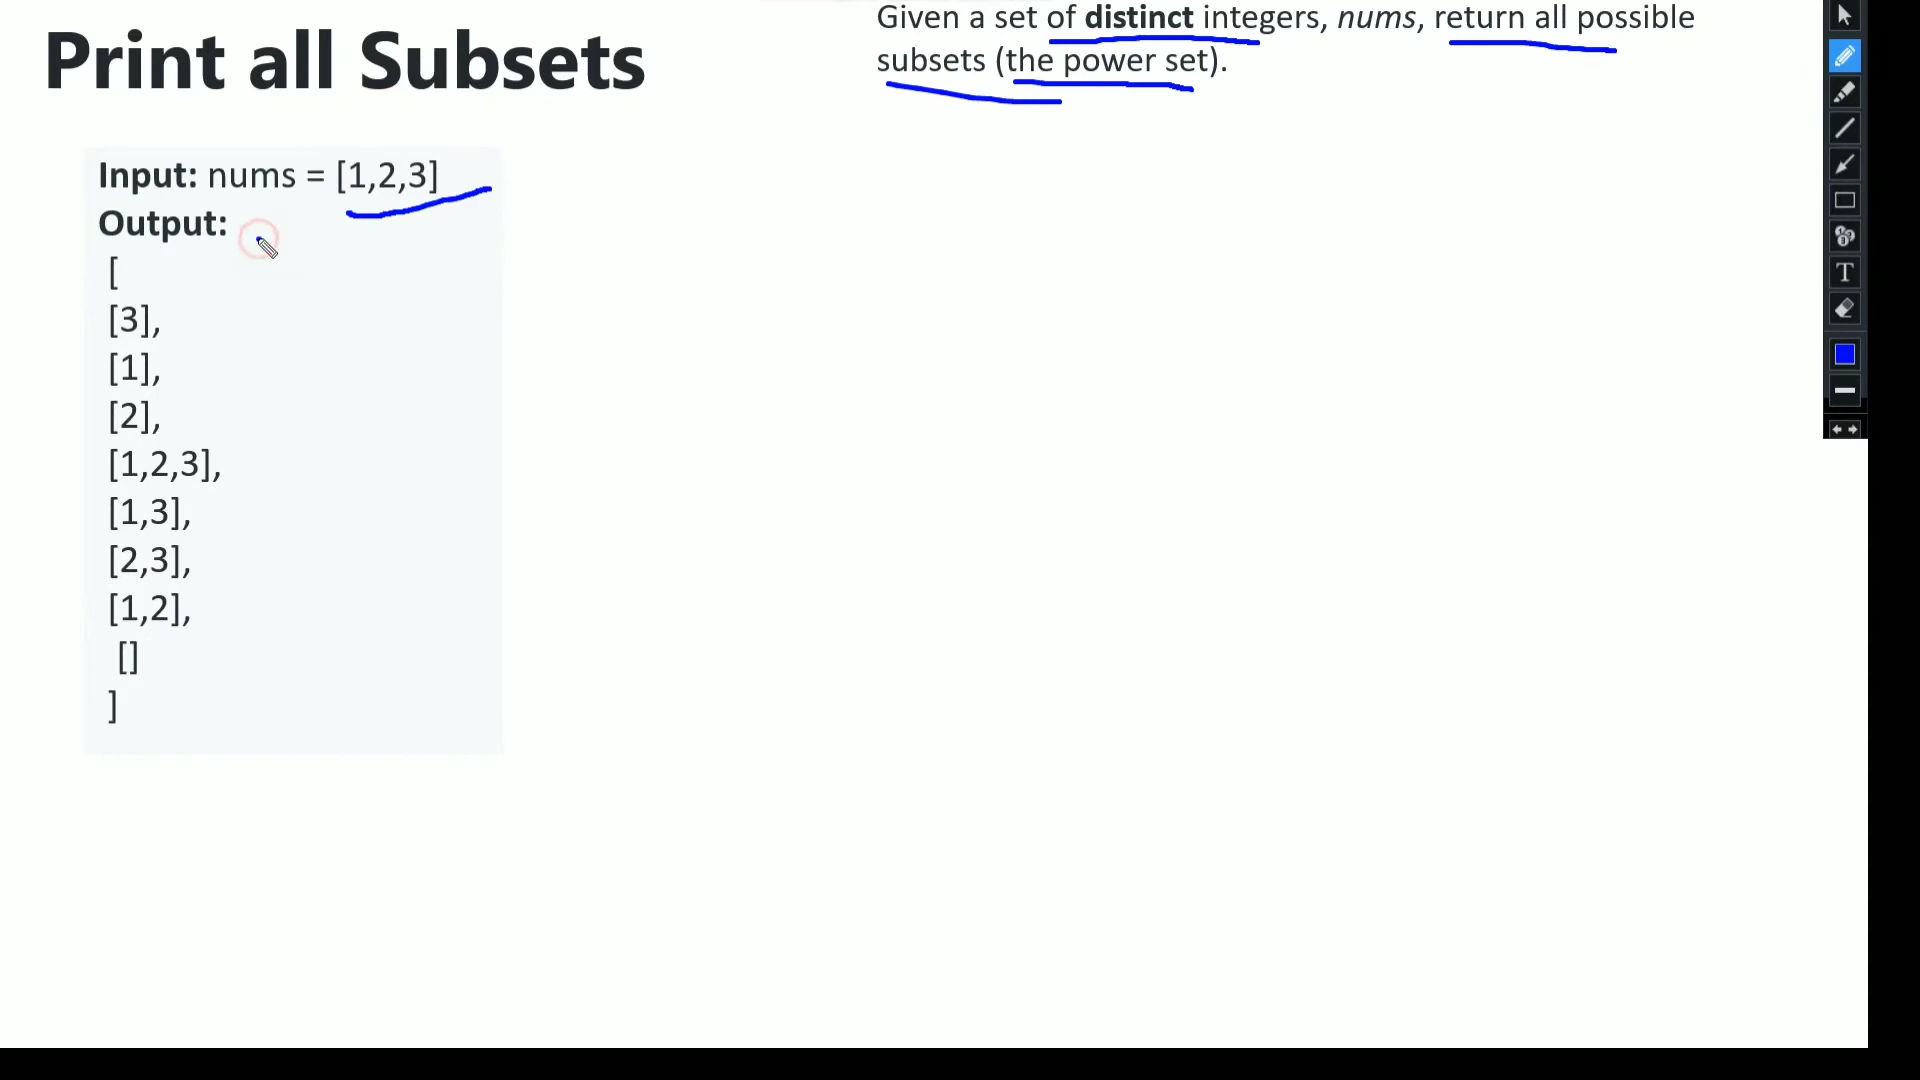 Print all Subsets
Given a set of distinct integers, nums, return all possible
subsets (the power set).
Input: nums = [1,2,3]
Output:
[
[3],
[1],
[2],
[1,2,3],
[1,3],
[2,3],
[1,2],
[]
]
T